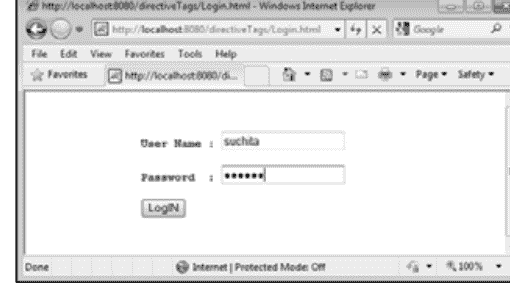 http://localhost:8080/directiveTags/Login.html - Windows Internet Explorer
http://localhost:8080/directiveTags/Login.html Google
File Edit View Favorites Tools Help
Favorites http://localhost:8080/di... Page Safety
User Name : suchita
Password : ••••••
LogIN
Done Internet | Protected Mode: Off 100%